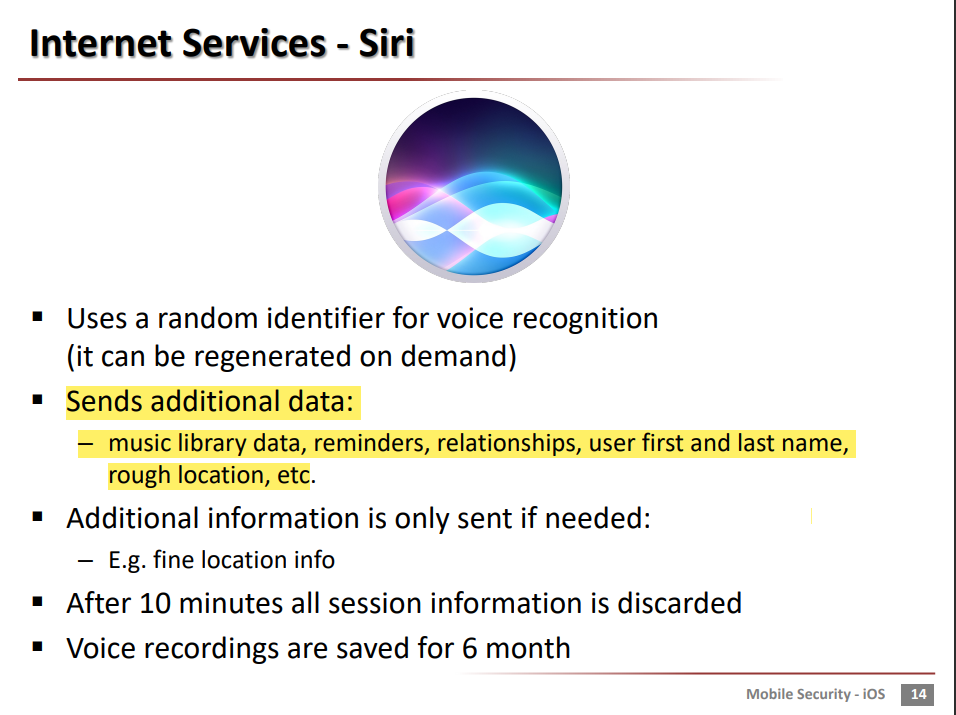 Internet Services - Siri
▪ Uses a random identifier for voice recognition
(it can be regenerated on demand)
▪ Sends additional data:
– music library data, reminders, relationships, user first and last name,
rough location, etc.
▪ Additional information is only sent if needed:
– E.g. fine location info
▪ After 10 minutes all session information is discarded
▪ Voice recordings are saved for 6 month
Mobile Security - iOS 14